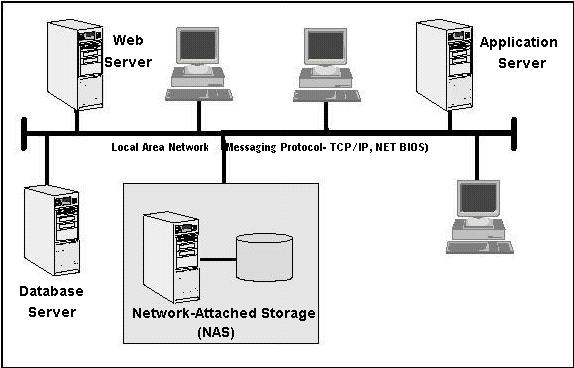 Web
Server
Application
Server
Local Area Network (Messaging Protocol- TCP/IP, NET BIOS)
Database
Server
Network-Attached Storage
(NAS)